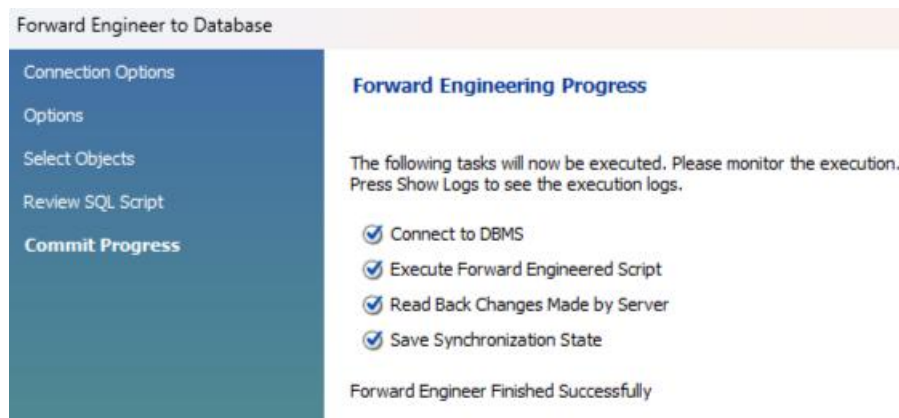 Forward Engineer to Database
Connection Options
Options
Select Objects
Review SQL Script
Commit Progress
Forward Engineering Progress
The following tasks will now be executed. Please monitor the execution.
Press Show Logs to see the execution logs.
Connect to DBMS
Execute Forward Engineered Script
Read Back Changes Made by Server
Save Synchronization State
Forward Engineer Finished Successfully